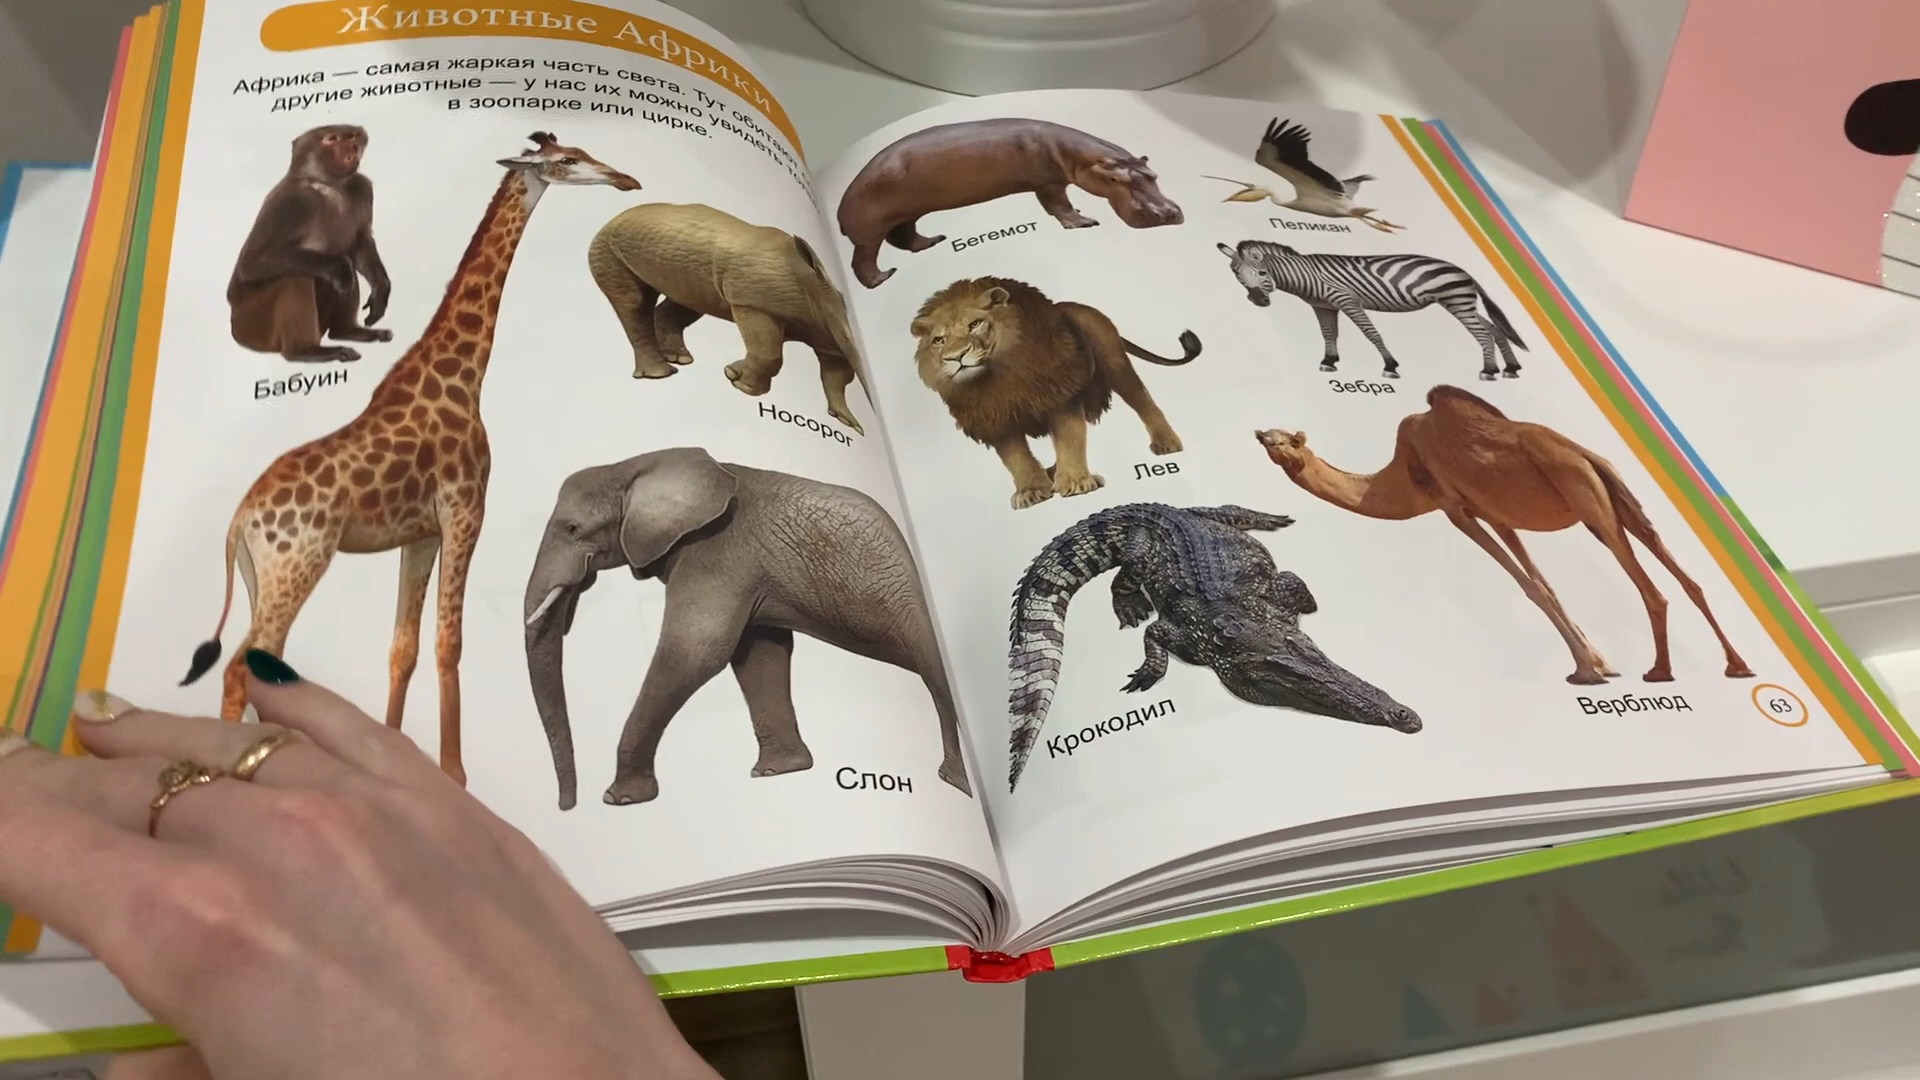 Животные Африки
Африка — самая жаркая часть света. Тут обитают
другие животные — у нас их можно увидеть
в зоопарке или цирке.
Бабуин
Носорог
Слон
Бегемот
Пеликан
Лев
Зебра
Крокодил
Верблюд
63